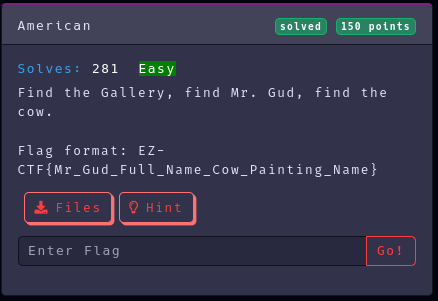 American solved 150 points
Solves: 281 Easy
Find the Gallery, find Mr. Gud, find the
cow.
Flag format: EZ-
CTF{Mr_Gud_Full_Name_Cow_Painting_Name}
Files Hint
Enter Flag Go!